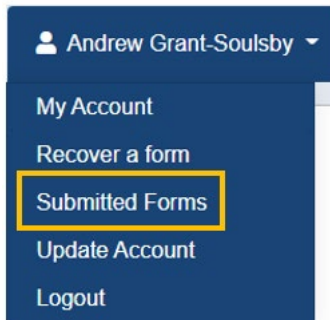 Andrew Grant-Soulsby
My Account
Recover a form
Submitted Forms
Update Account
Logout